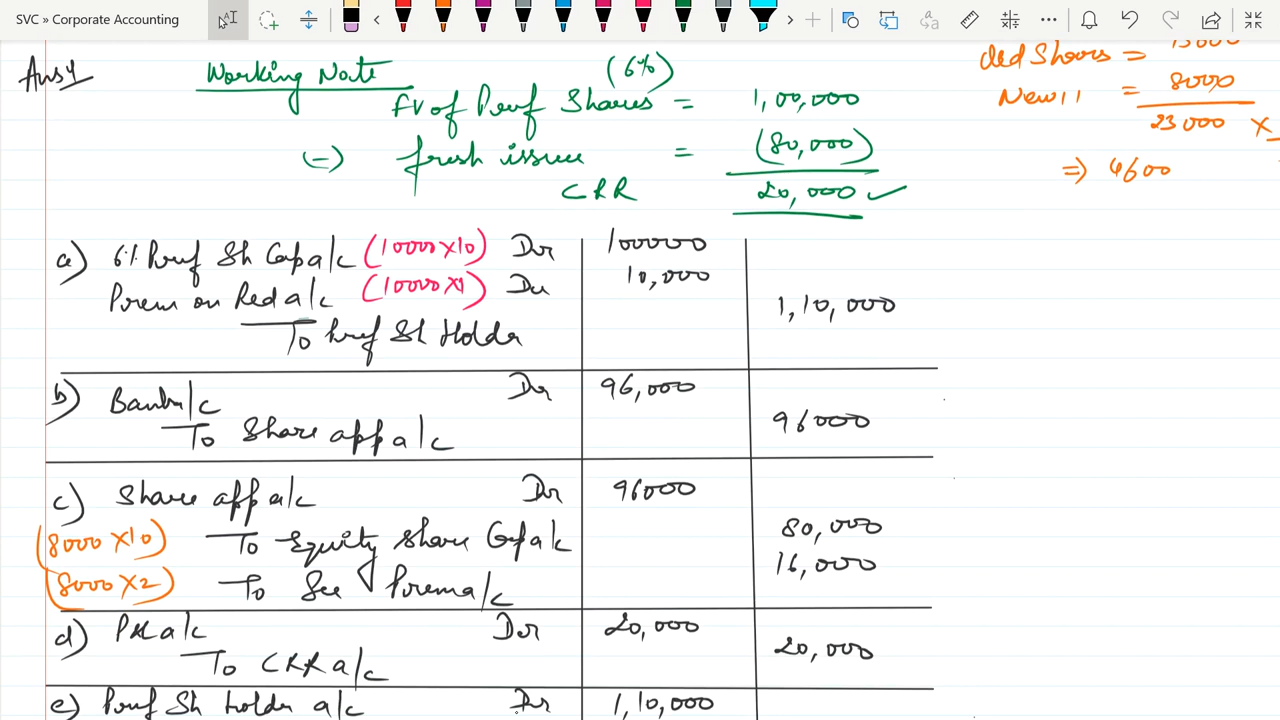 SVC » Corporate Accounting
Ans4
Working Note
(6%)
FV of Pref Shares = 1,00,000
(-) fresh issue = (80,000)
CRR 20,000 ✓
Old Shares = 15000
New 11 = 8000
23000 ×
⇒ 4600
a) 6% Pref Sh Cap a/c (10000×10) Dr 100000
Prem on Red a/c (10000×1) Dr 10,000
To Pref Sh Holder 1,10,000
b) Bank a/c Dr 96,000
To Share app a/c 96000
c) Share app a/c Dr 96000
(8000×10) To Equity Share Cap a/c 80,000
(8000×2) To Sec Prem a/c 16,000
d) P&L a/c Dr 20,000
To CRR a/c 20,000
e) Pref Sh Holder a/c Dr 1,10,000